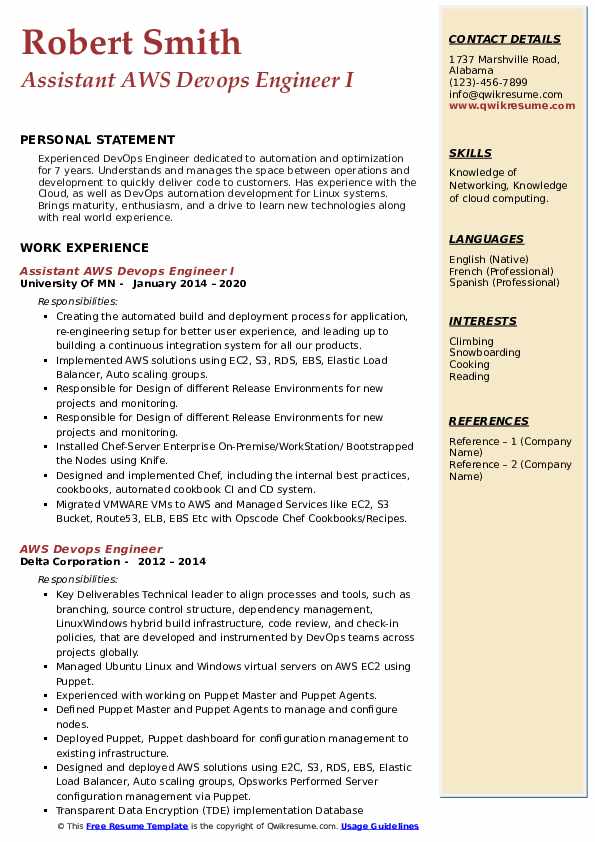 Robert Smith
Assistant AWS Devops Engineer I
PERSONAL STATEMENT
Experienced DevOps Engineer dedicated to automation and optimization
for 7 years. Understands and manages the space between operations and
development to quickly deliver code to customers. Has experience with the
Cloud, as well as DevOps automation development for Linux systems.
Brings maturity, enthusiasm, and a drive to learn new technologies along
with real world experience.
WORK EXPERIENCE
Assistant AWS Devops Engineer I
University Of MN - January 2014 – 2020
Responsibilities:
▪ Creating the automated build and deployment process for application,
re-engineering setup for better user experience, and leading up to
building a continuous integration system for all our products.
▪ Implemented AWS solutions using EC2, S3, RDS, EBS, Elastic Load
Balancer, Auto scaling groups.
▪ Responsible for Design of different Release Environments for new
projects and monitoring.
▪ Responsible for Design of different Release Environments for new
projects and monitoring.
▪ Installed Chef-Server Enterprise On-Premise/WorkStation/ Bootstrapped
the Nodes using Knife.
▪ Designed and implemented Chef, including the internal best practices,
cookbooks, automated cookbook CI and CD system.
▪ Migrated VMWARE VMs to AWS and Managed Services like EC2, S3
Bucket, Route53, ELB, EBS Etc with Opscode Chef Cookbooks/Recipes.
AWS Devops Engineer
Delta Corporation - 2012 – 2014
Responsibilities:
▪ Key Deliverables Technical leader to align processes and tools, such as
branching, source control structure, dependency management,
LinuxWindows hybrid build infrastructure, code review, and check-in
policies, that are developed and instrumented by DevOps teams across
projects globally.
▪ Managed Ubuntu Linux and Windows virtual servers on AWS EC2 using
Puppet.
▪ Experienced with working on Puppet Master and Puppet Agents.
▪ Defined Puppet Master and Puppet Agents to manage and configure
nodes.
▪ Deployed Puppet, Puppet dashboard for configuration management to
existing infrastructure.
▪ Designed and deployed AWS solutions using E2C, S3, RDS, EBS, Elastic
Load Balancer, Auto scaling groups, Opsworks Performed Server
configuration management via Puppet.
▪ Transparent Data Encryption (TDE) implementation Database
CONTACT DETAILS
1737 Marshville Road,
Alabama
(123)-456-7899
info@qwikresume.com
www.qwikresume.com
SKILLS
Knowledge of
Networking, Knowledge
of cloud computing.
LANGUAGES
English (Native)
French (Professional)
Spanish (Professional)
INTERESTS
Climbing
Snowboarding
Cooking
Reading
REFERENCES
Reference – 1 (Company
Name)
Reference – 2 (Company
Name)
© This Free Resume Template is the copyright of Qwikresume.com. Usage Guidelines